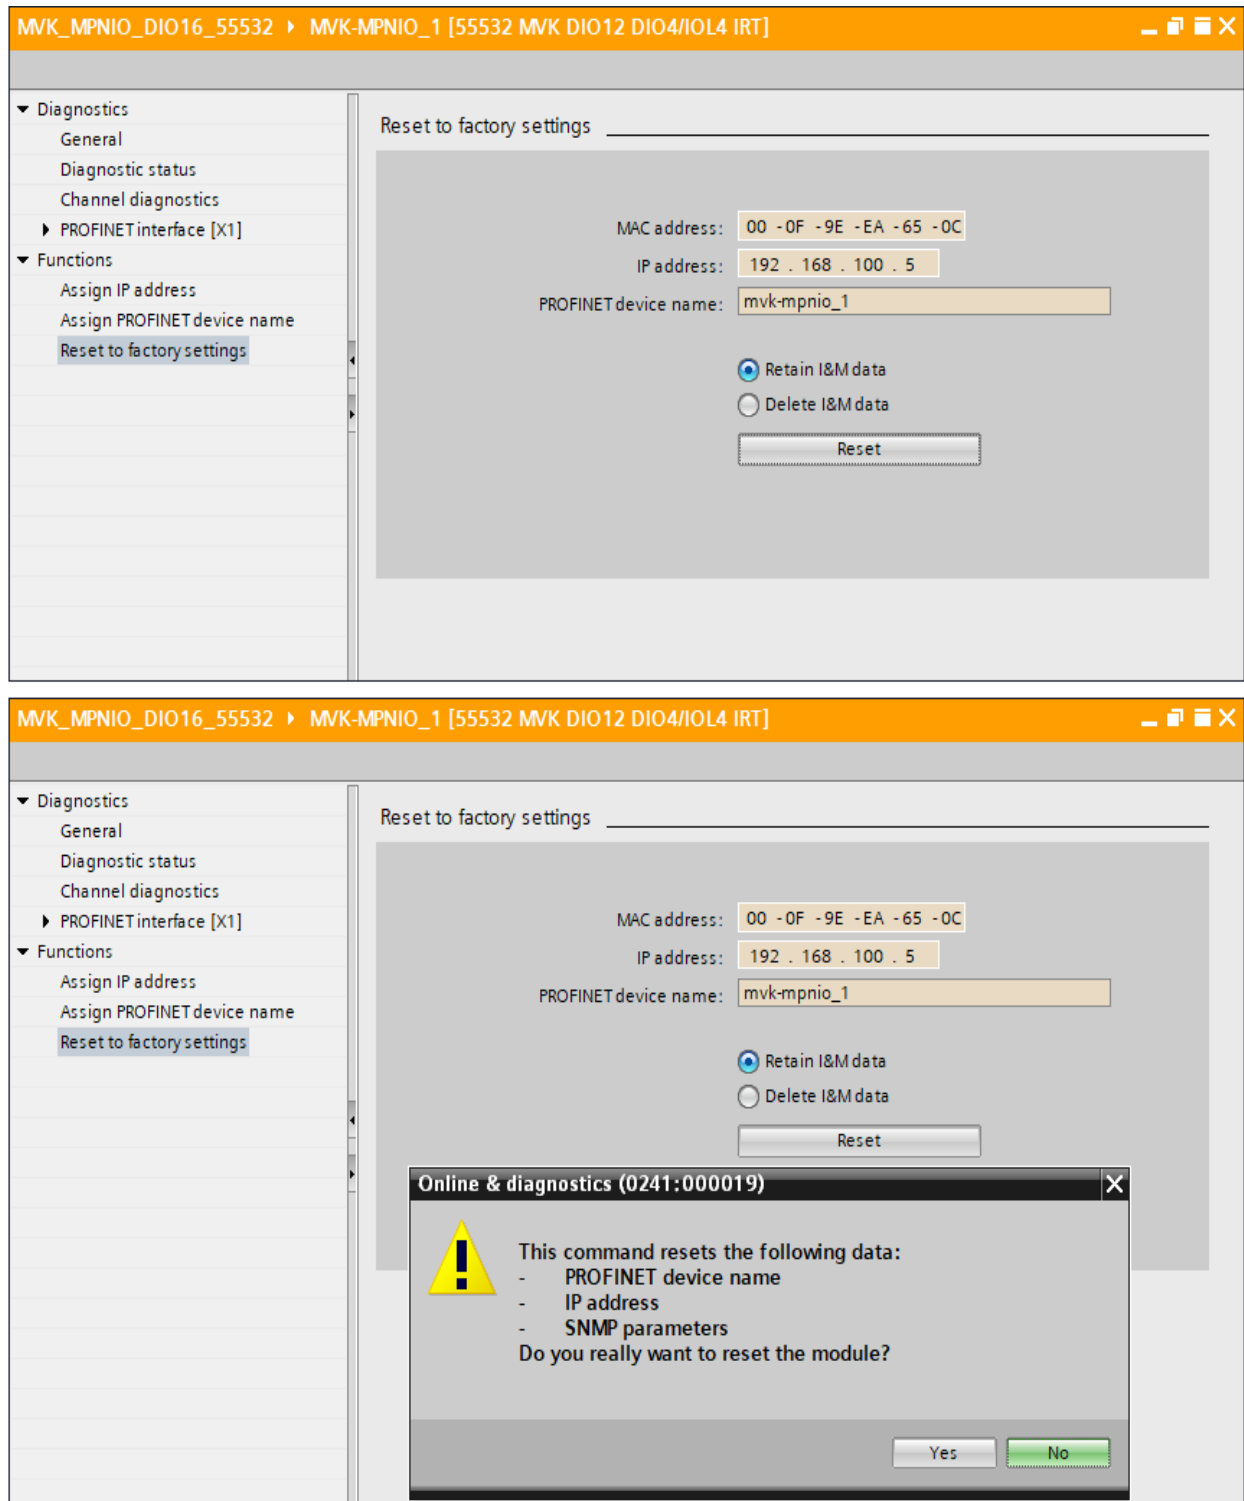 MVK_MPNIO_DIO16_55532 ▸ MVK-MPNIO_1 [55532 MVK DIO12 DIO4/IOL4 IRT]
Diagnostics
General
Diagnostic status
Channel diagnostics
PROFINET interface [X1]
Functions
Assign IP address
Assign PROFINET device name
Reset to factory settings
Reset to factory settings
MAC address: 00 - 0F - 9E - EA - 65 - 0C
IP address: 192 . 168 . 100 . 5
PROFINET device name: mvk-mpnio_1
Retain I&M data
Delete I&M data
Reset
MVK_MPNIO_DIO16_55532 ▸ MVK-MPNIO_1 [55532 MVK DIO12 DIO4/IOL4 IRT]
Diagnostics
General
Diagnostic status
Channel diagnostics
PROFINET interface [X1]
Functions
Assign IP address
Assign PROFINET device name
Reset to factory settings
Reset to factory settings
MAC address: 00 - 0F - 9E - EA - 65 - 0C
IP address: 192 . 168 . 100 . 5
PROFINET device name: mvk-mpnio_1
Retain I&M data
Delete I&M data
Reset
Online & diagnostics (0241:000019)
This command resets the following data:
- PROFINET device name
- IP address
- SNMP parameters
Do you really want to reset the module?
Yes No